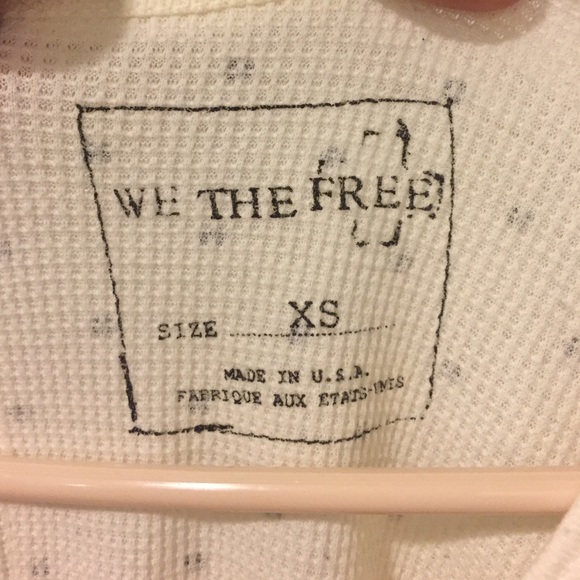 WE THE FREE
SIZE XS
MADE IN U.S.A.
FABRIQUE AUX ETATS-UNIS